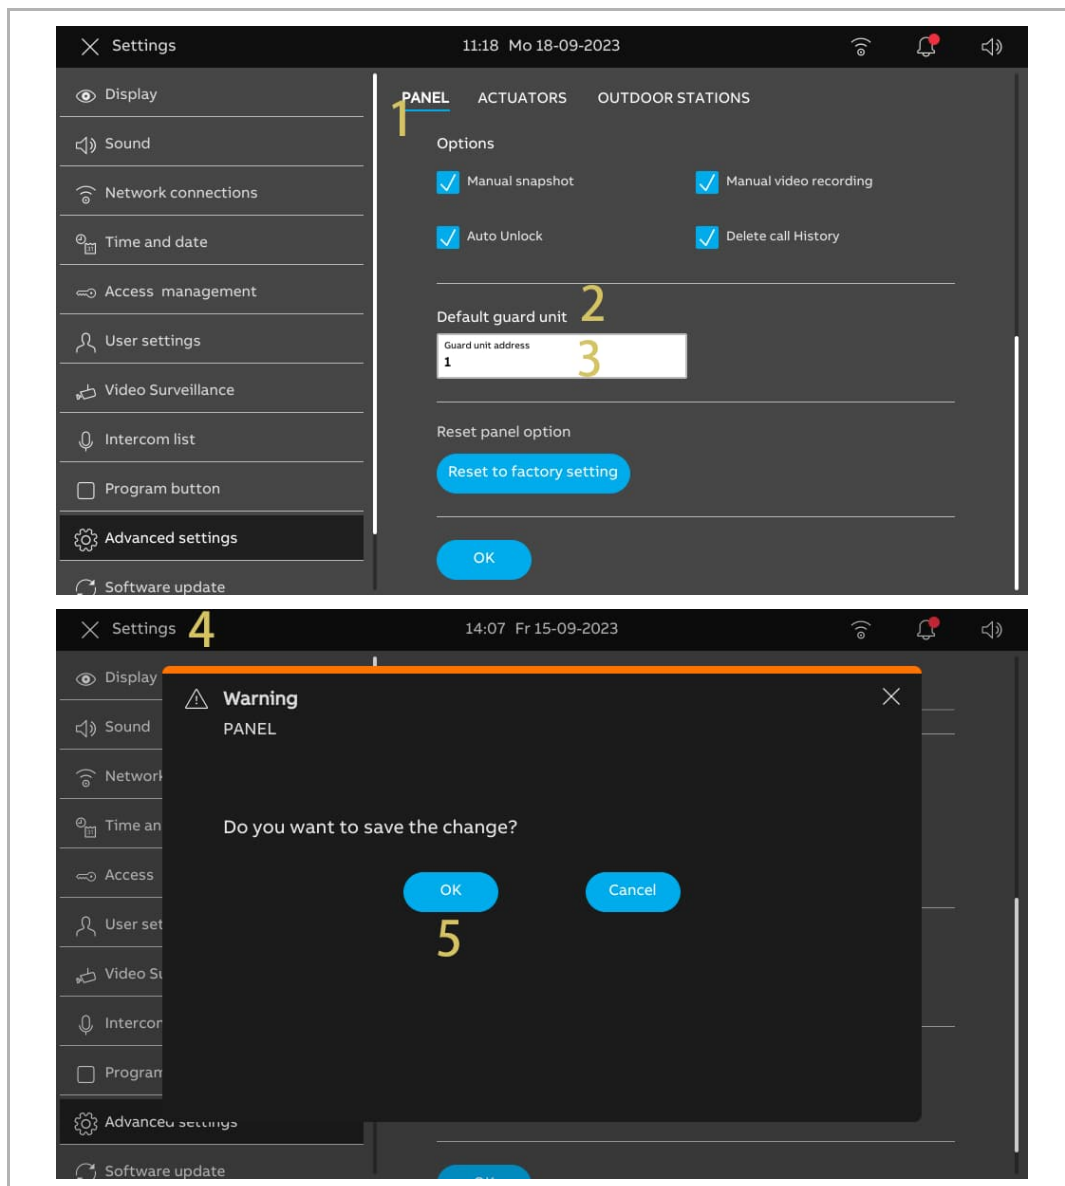 Settings
11:18 Mo 18-09-2023
Display
Sound
Network connections
Time and date
Access management
User settings
Video Surveillance
Intercom list
Program button
Advanced settings
Software update
PANEL ACTUATORS OUTDOOR STATIONS
1
Options
Manual snapshot
Manual video recording
Auto Unlock
Delete call History
Default guard unit 2
Guard unit address
1
3
Reset panel option
Reset to factory setting
OK
Settings 4
14:07 Fr 15-09-2023
Display
Sound
Network
Time an
Access
User set
Video Su
Intercor
Program
Advanced settings
Software update
Warning
PANEL
Do you want to save the change?
OK
Cancel
5